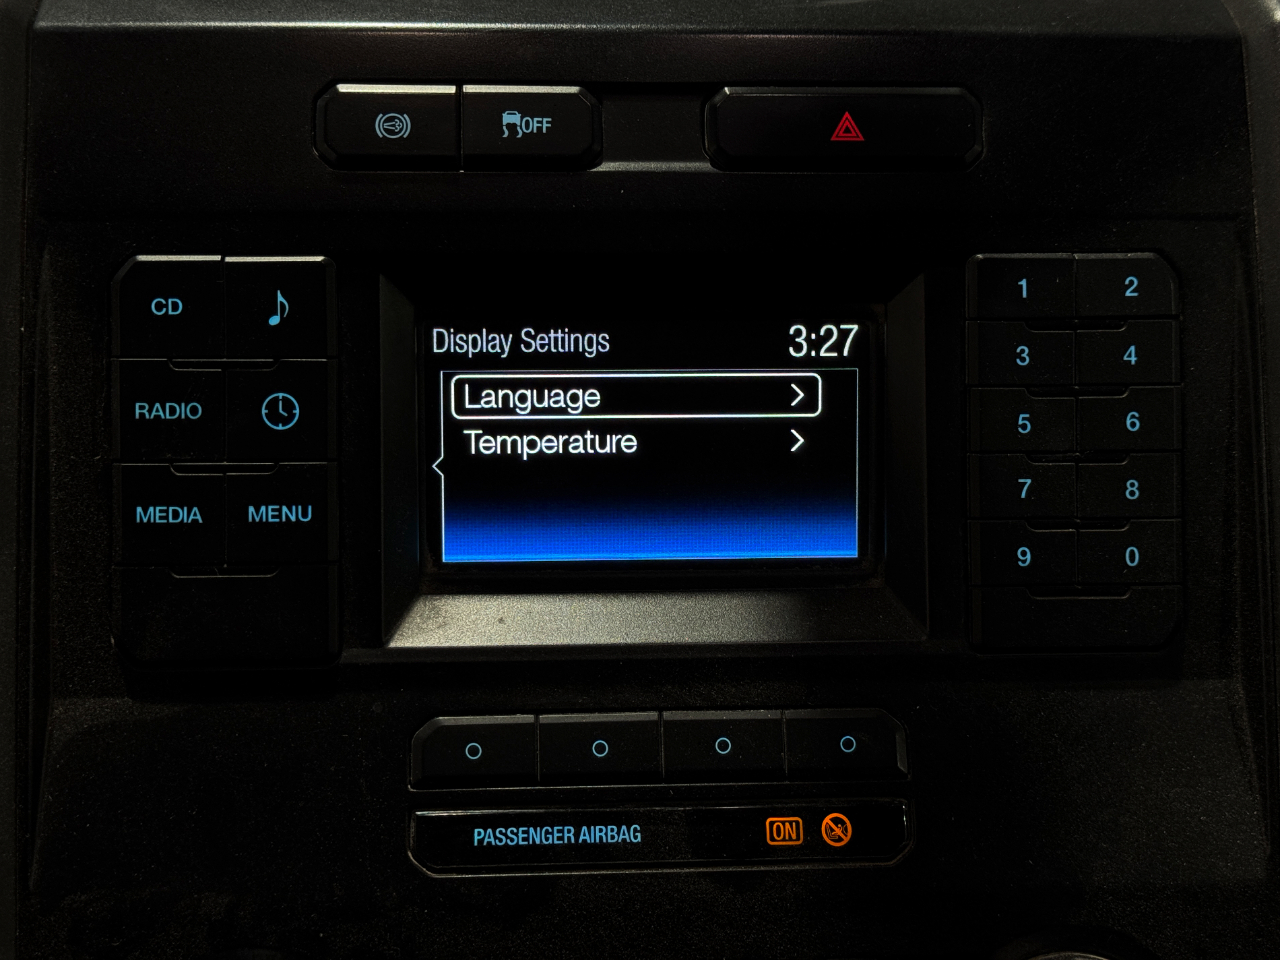 OFF
CD
RADIO
MEDIA MENU
Display Settings 3:27
Language
Temperature
1 2
3 4
5 6
7 8
9 0
PASSENGER AIRBAG ON